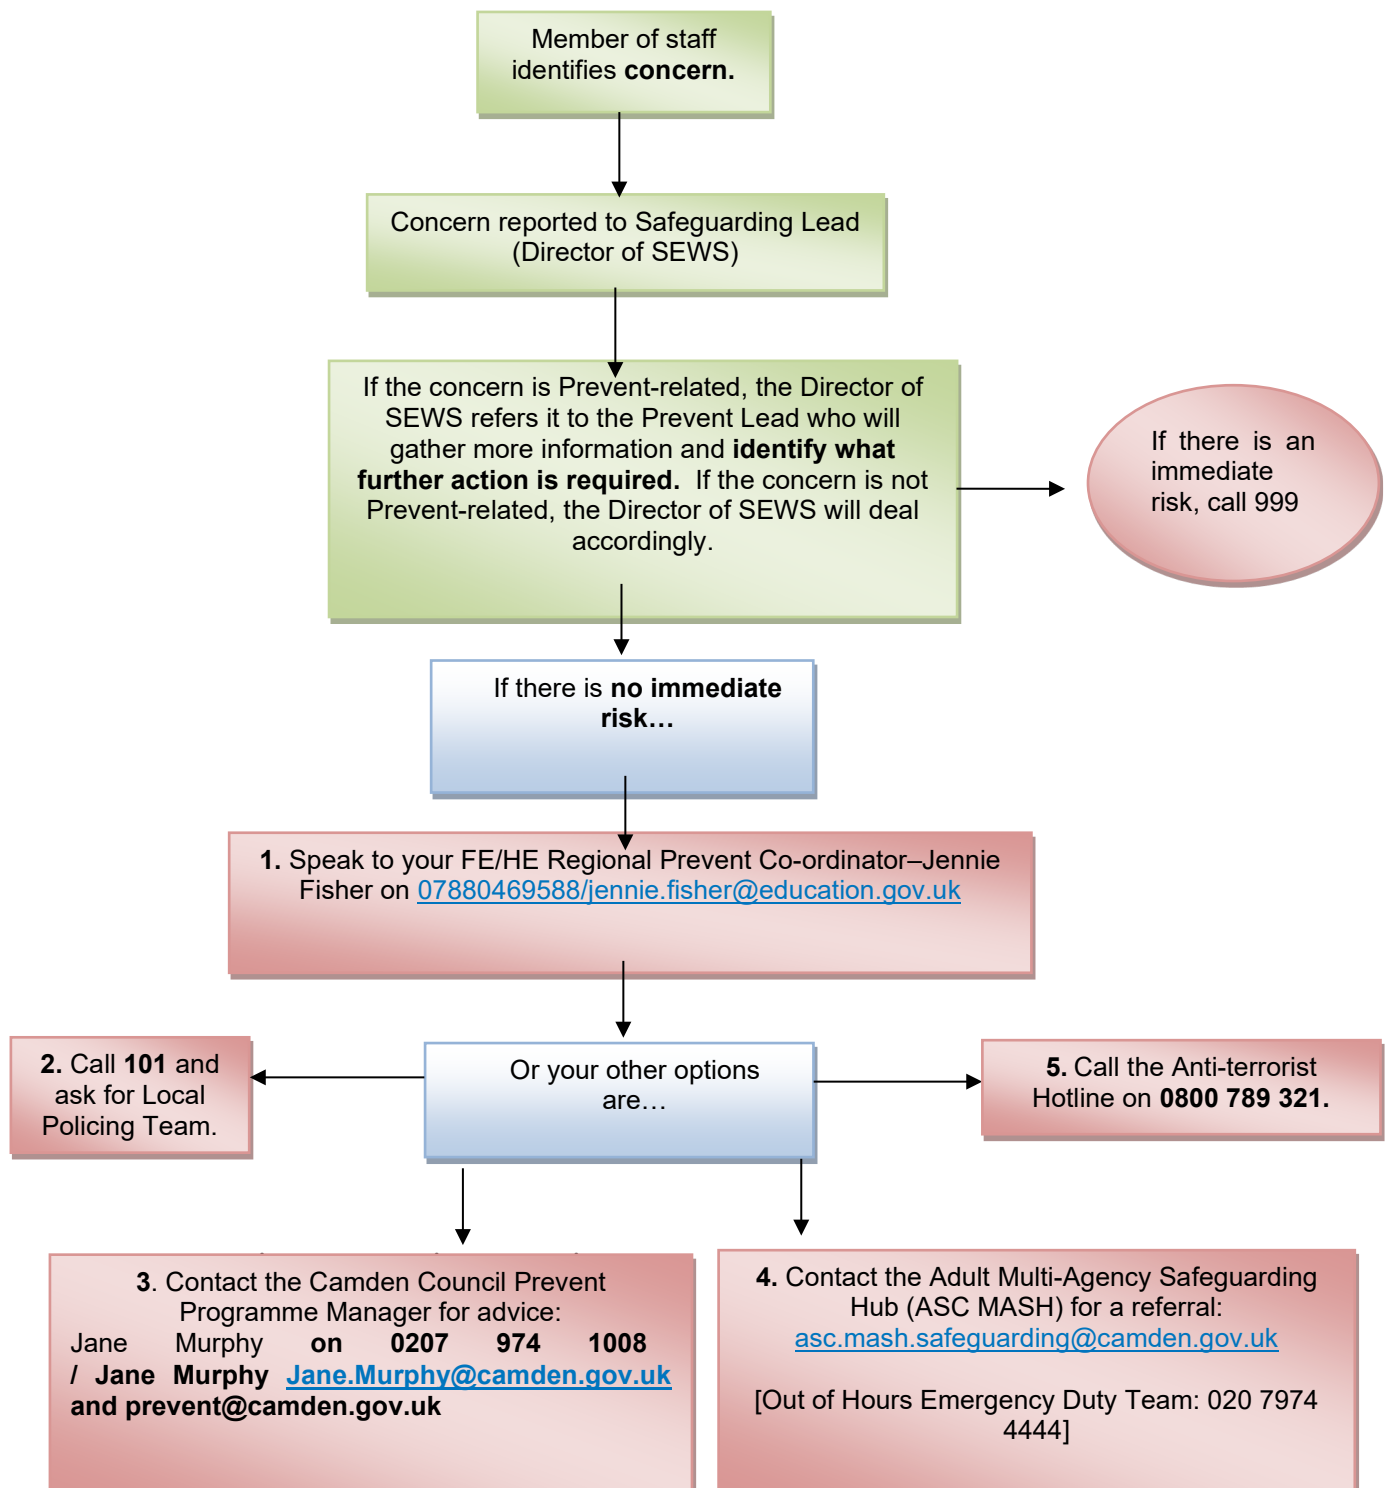 Member of staff
identifies concern.
Concern reported to Safeguarding Lead
(Director of SEWS)
If the concern is Prevent-related, the Director of
SEWS refers it to the Prevent Lead who will
gather more information and identify what
further action is required. If the concern is not
Prevent-related, the Director of SEWS will deal
accordingly.
If there is an
immediate
risk, call 999
If there is no immediate
risk…
1. Speak to your FE/HE Regional Prevent Co-ordinator–Jennie
Fisher on 07880469588/jennie.fisher@education.gov.uk
Or your other options
are…
2. Call 101 and
ask for Local
Policing Team.
5. Call the Anti-terrorist
Hotline on 0800 789 321.
3. Contact the Camden Council Prevent
Programme Manager for advice:
Jane Murphy on 0207 974 1008
/ Jane Murphy Jane.Murphy@camden.gov.uk
and prevent@camden.gov.uk
4. Contact the Adult Multi-Agency Safeguarding
Hub (ASC MASH) for a referral:
asc.mash.safeguarding@camden.gov.uk
[Out of Hours Emergency Duty Team: 020 7974
4444]